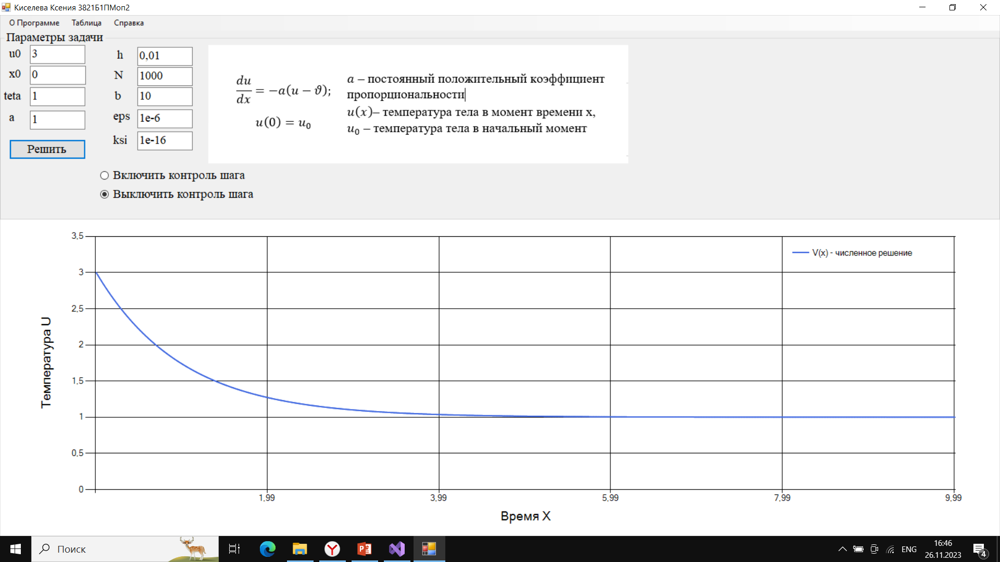 Киселева Ксения 3821Б1ПМоп2
О Программе Таблица Справка
Параметры задачи
u0 3
x0 0
teta 1
a 1
Решить
h 0,01
N 1000
b 10
eps 1e-6
ksi 1e-16
du/dx = −a(u − ϑ);
u(0) = u₀
a – постоянный положительный коэффициент
пропорциональности
u(x)– температура тела в момент времени x,
u₀ – температура тела в начальный момент
Включить контроль шага
Выключить контроль шага
V(x) - численное решение
Температура U
3,5
3
2,5
2
1,5
1
0,5
0
1,99 3,99 5,99 7,99 9,99
Время X
Поиск
ENG
16:46
26.11.2023
4